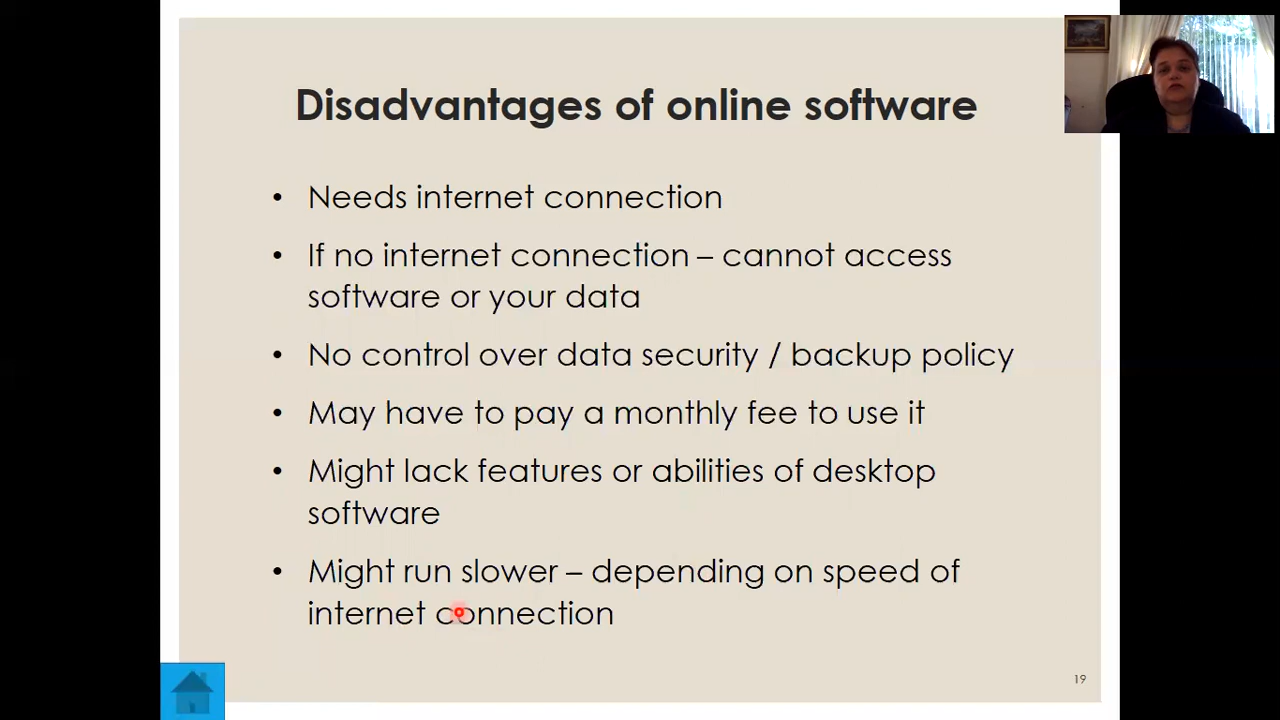 Disadvantages of online software
• Needs internet connection
• If no internet connection – cannot access
software or your data
• No control over data security / backup policy
• May have to pay a monthly fee to use it
• Might lack features or abilities of desktop
software
• Might run slower – depending on speed of
internet connection
19